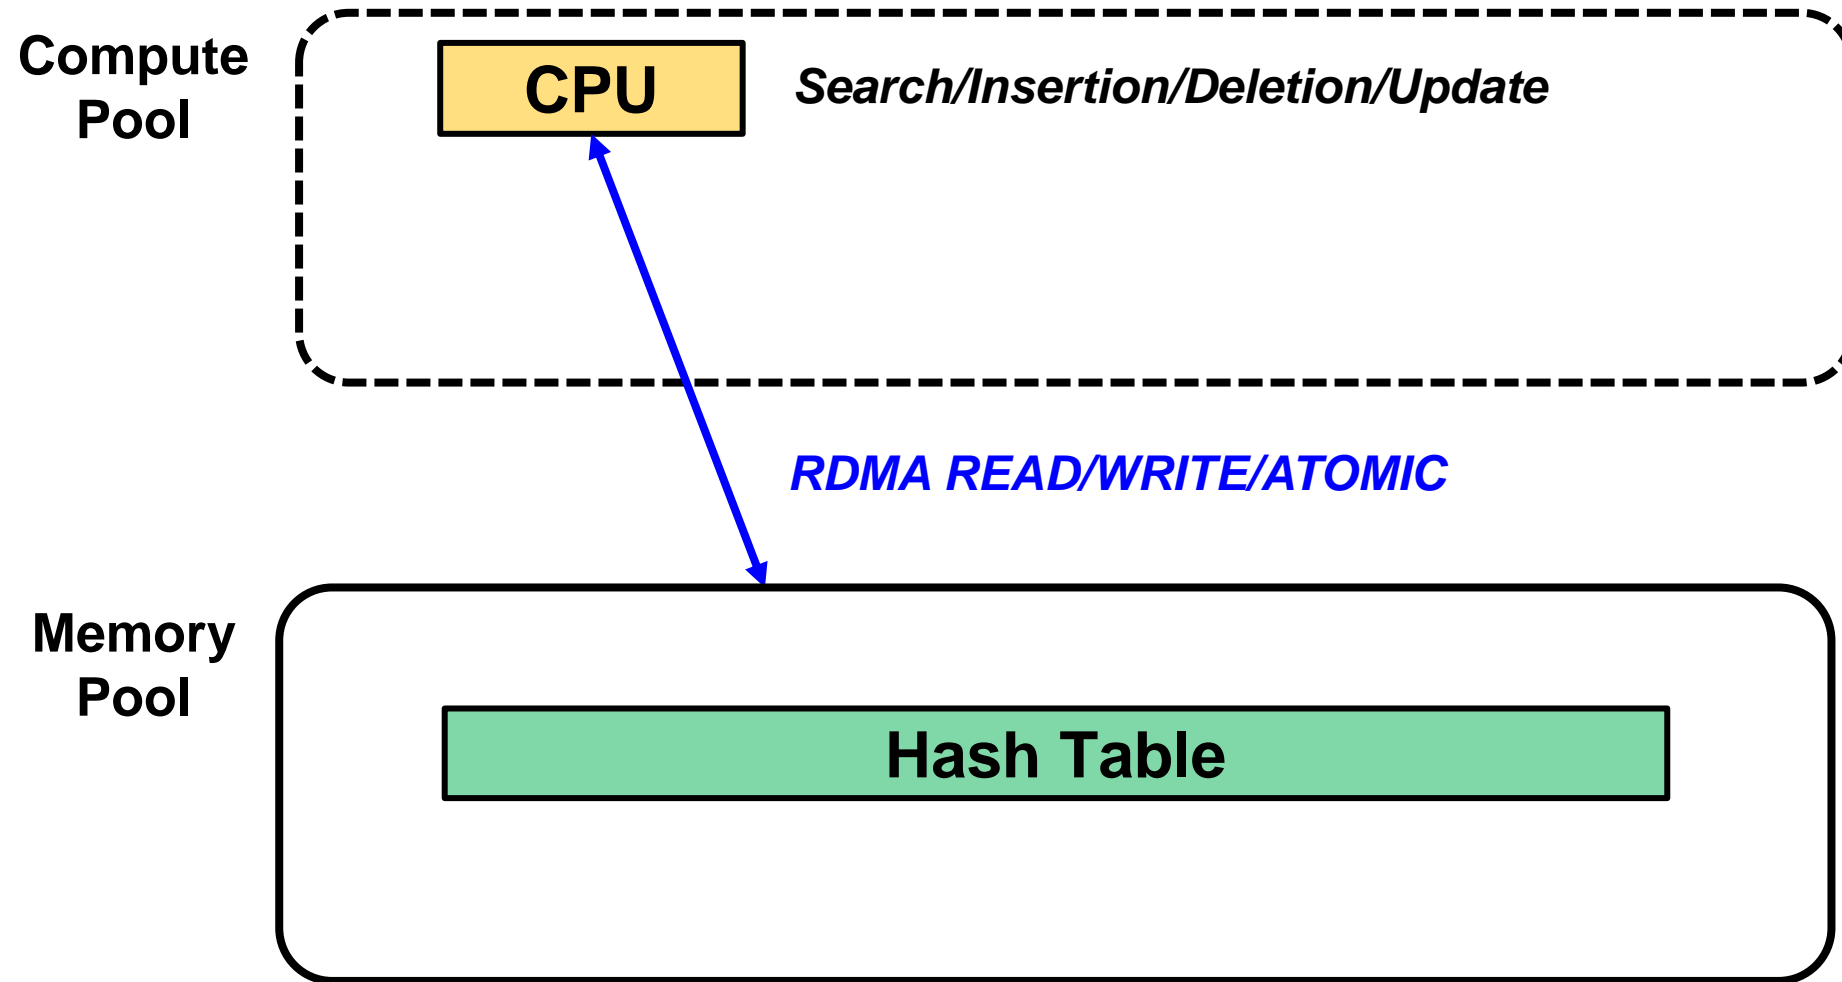 Compute
Pool
CPU
Search/Insertion/Deletion/Update
RDMA READ/WRITE/ATOMIC
Memory
Pool
Hash Table